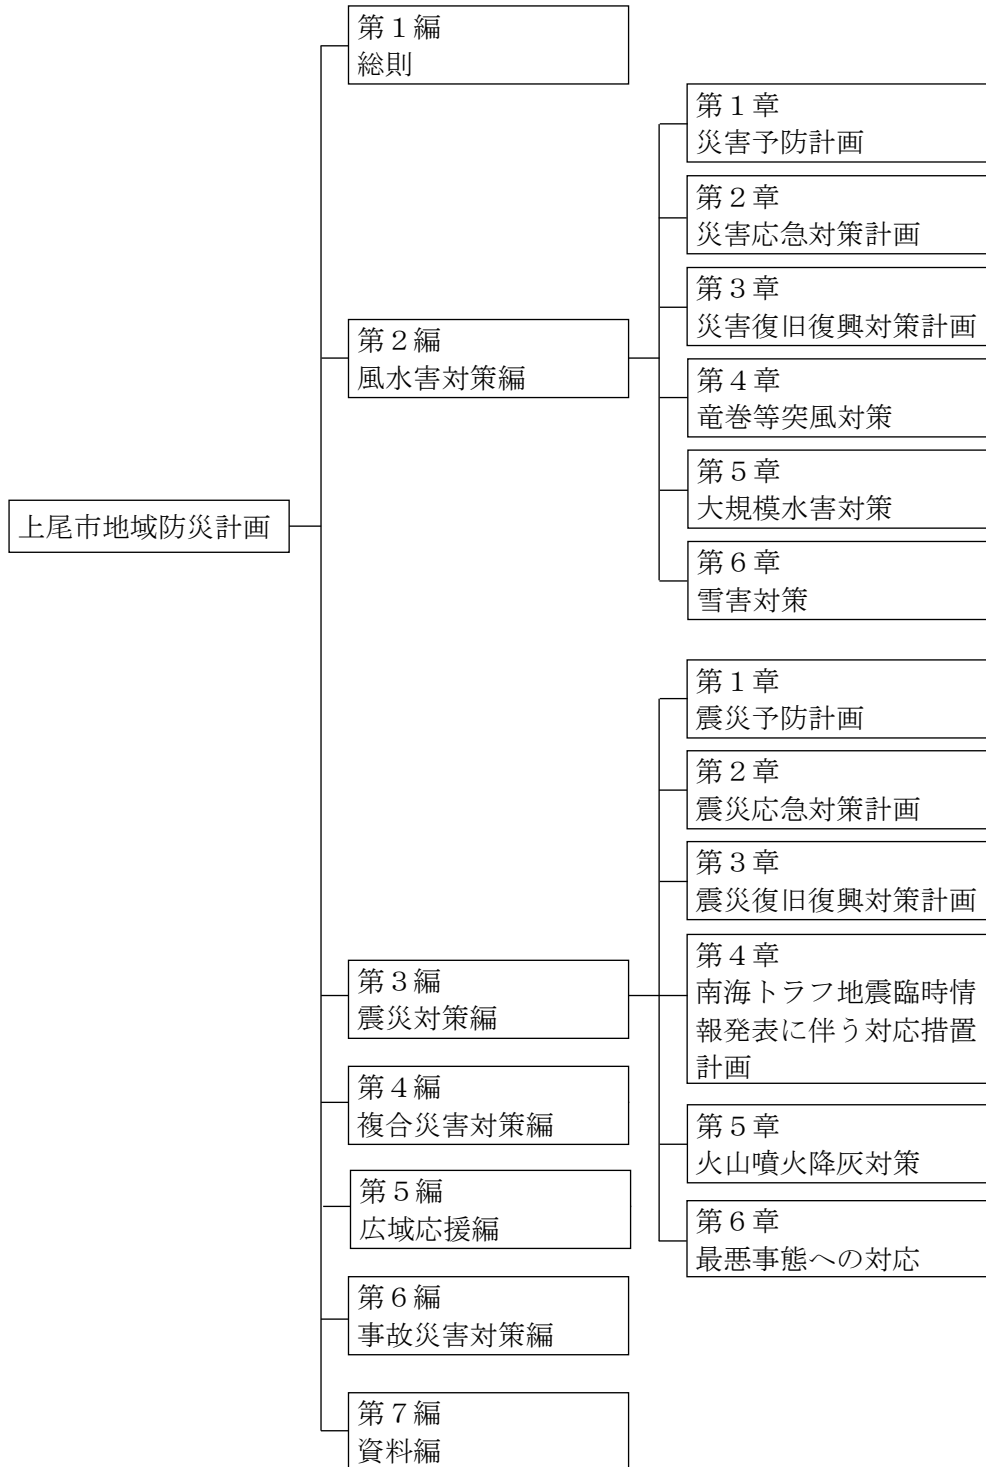 上尾市地域防災計画
第１編
総則
第２編
風水害対策編
第１章
災害予防計画
第２章
災害応急対策計画
第３章
災害復旧復興対策計画
第４章
竜巻等突風対策
第５章
大規模水害対策
第６章
雪害対策
第３編
震災対策編
第１章
震災予防計画
第２章
震災応急対策計画
第３章
震災復旧復興対策計画
第４章
南海トラフ地震臨時情
報発表に伴う対応措置
計画
第５章
火山噴火降灰対策
第６章
最悪事態への対応
第４編
複合災害対策編
第５編
広域応援編
第６編
事故災害対策編
第７編
資料編